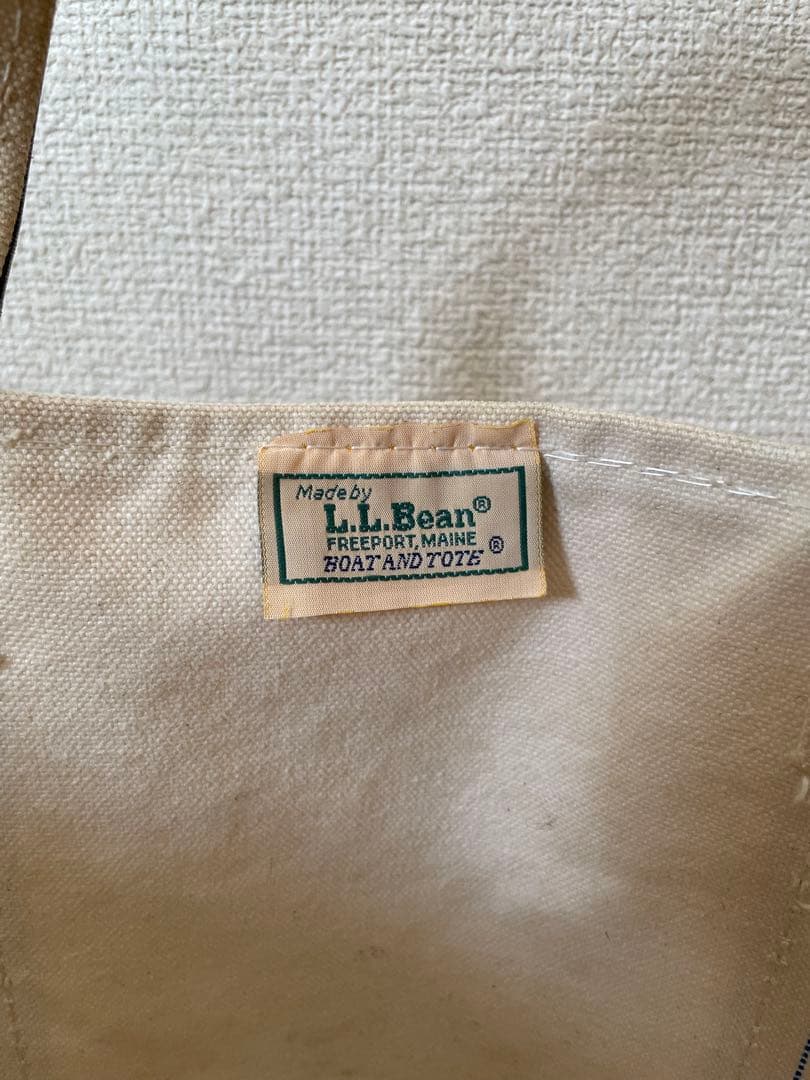 Made by
L.L.Bean®
FREEPORT, MAINE
BOAT AND TOTE®